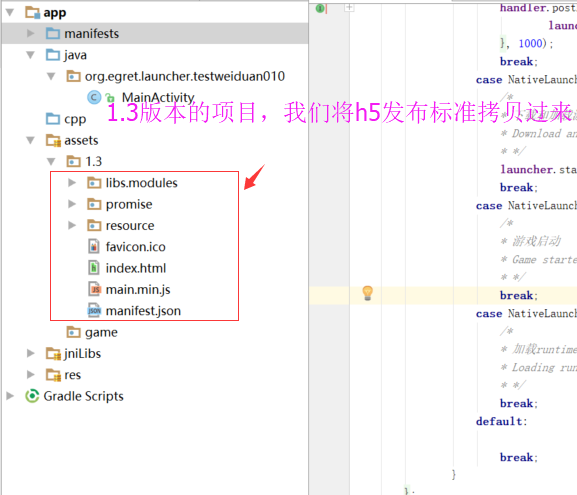 app
manifests
java
org.egret.launcher.testweiduan010
MainActivity
1.3版本的项目，我们将h5发布标准拷贝过来
cpp
assets
1.3
libs.modules
promise
resource
favicon.ico
index.html
main.min.js
manifest.json
game
jniLibs
res
Gradle Scripts
handler.post
laun
}, 1000);
break;
case NativeLaunch
/*
* Download an
* */
launcher.sta
break;
case NativeLaunch
/*
* 游戏启动
* Game starte
* */
break;
case NativeLaunch
/*
* 加载runtime
* Loading run
* */
break;
default:
break;
}
};